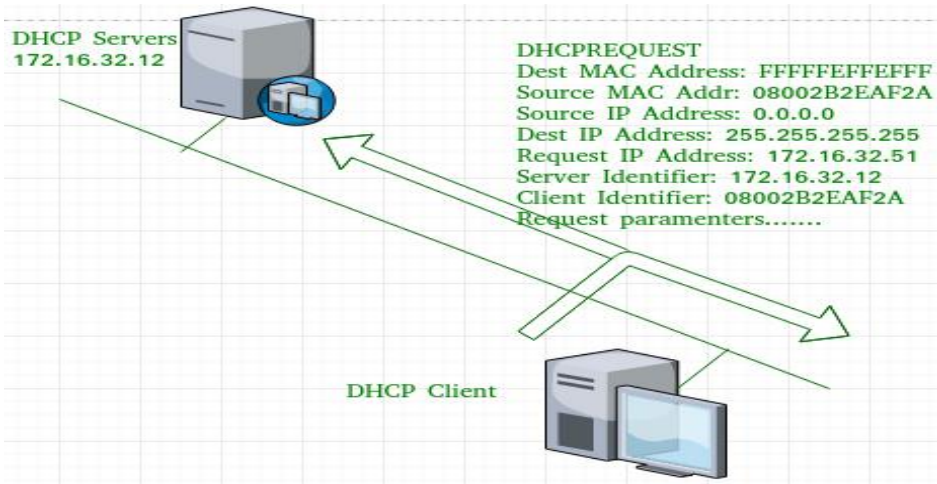 DHCP Servers
172.16.32.12
DHCPREQUEST
Dest MAC Address: FFFFFEFFEFFF
Source MAC Addr: 08002B2EAF2A
Source IP Address: 0.0.0.0
Dest IP Address: 255.255.255.255
Request IP Address: 172.16.32.51
Server Identifier: 172.16.32.12
Client Identifier: 08002B2EAF2A
Request paramenters.......
DHCP Client